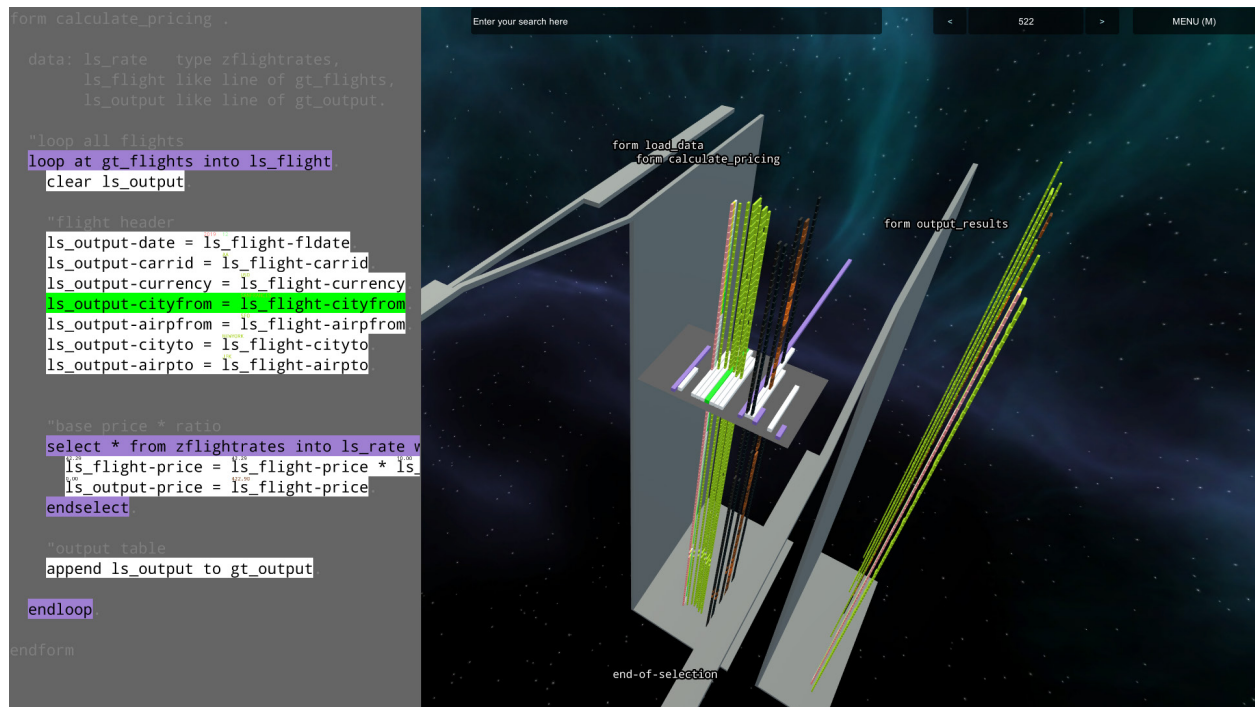 form calculate_pricing .
data: ls_rate   type zflightrates,
ls_flight like line of gt_flights,
ls_output like line of gt_output.
"loop all flights
loop at gt_flights into ls_flight.
clear ls_output.
"flight header
ls_output-date = ls_flight-fldate.
ls_output-carrid = ls_flight-carrid.
ls_output-currency = ls_flight-currency.
ls_output-cityfrom = ls_flight-cityfrom.
ls_output-airpfrom = ls_flight-airpfrom.
ls_output-cityto = ls_flight-cityto.
ls_output-airpto = ls_flight-airpto.
"base price * ratio
select * from zflightrates into ls_rate w
ls_flight-price = ls_flight-price * ls_
ls_output-price = ls_flight-price.
endselect.
"output table
append ls_output to gt_output.
endloop.
endform
Enter your search here
<
522
>
MENU (M)
form load_data
form calculate_pricing
form output_results
end-of-selection